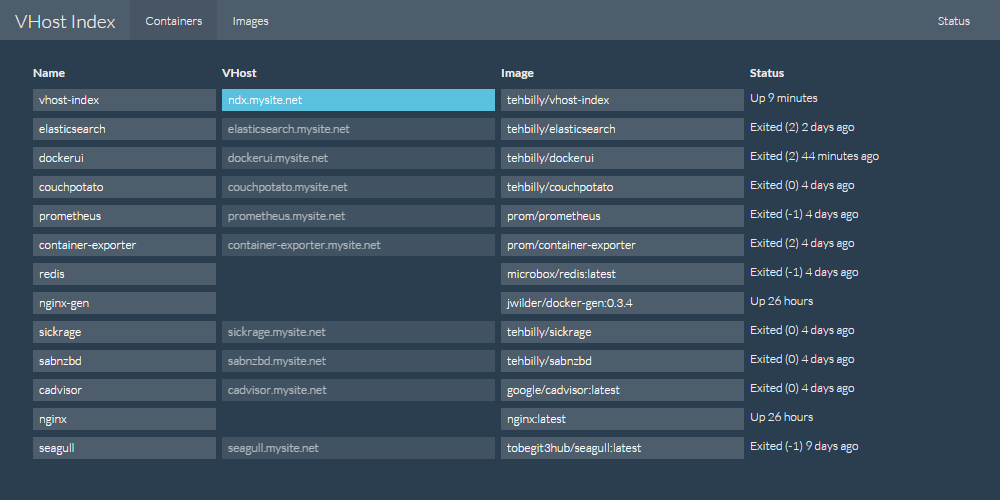 VHost Index Containers Images Status
Name VHost Image Status
vhost-index ndx.mysite.net tehbilly/vhost-index Up 9 minutes
elasticsearch elasticsearch.mysite.net tehbilly/elasticsearch Exited (2) 2 days ago
dockerui dockerui.mysite.net tehbilly/dockerui Exited (2) 44 minutes ago
couchpotato couchpotato.mysite.net tehbilly/couchpotato Exited (0) 4 days ago
prometheus prometheus.mysite.net prom/prometheus Exited (-1) 4 days ago
container-exporter container-exporter.mysite.net prom/container-exporter Exited (2) 4 days ago
redis microbox/redis:latest Exited (-1) 4 days ago
nginx-gen jwilder/docker-gen:0.3.4 Up 26 hours
sickrage sickrage.mysite.net tehbilly/sickrage Exited (0) 4 days ago
sabnzbd sabnzbd.mysite.net tehbilly/sabnzbd Exited (0) 4 days ago
cadvisor cadvisor.mysite.net google/cadvisor:latest Exited (0) 4 days ago
nginx nginx:latest Up 26 hours
seagull seagull.mysite.net tobegit3hub/seagull:latest Exited (-1) 9 days ago